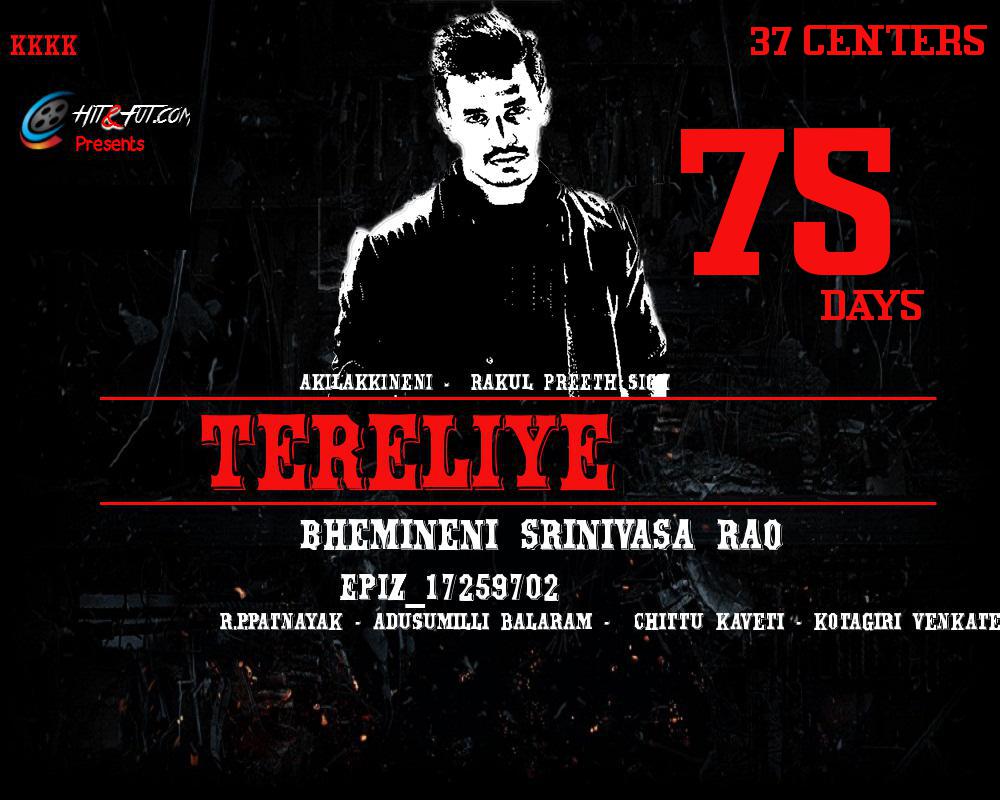 KKKK
37 CENTERS
HIT&FUT.COM
Presents
75
DAYS
AKILAKKINENI - RAKUL PREETH SIGH
TERELIYE
BHEMINENI SRINIVASA RAO
EPIZ_17259702
R.P.PATNAYAK - ADUSUMILLI BALARAM - CHITTU KAVETI - KOTAGIRI VENKATE